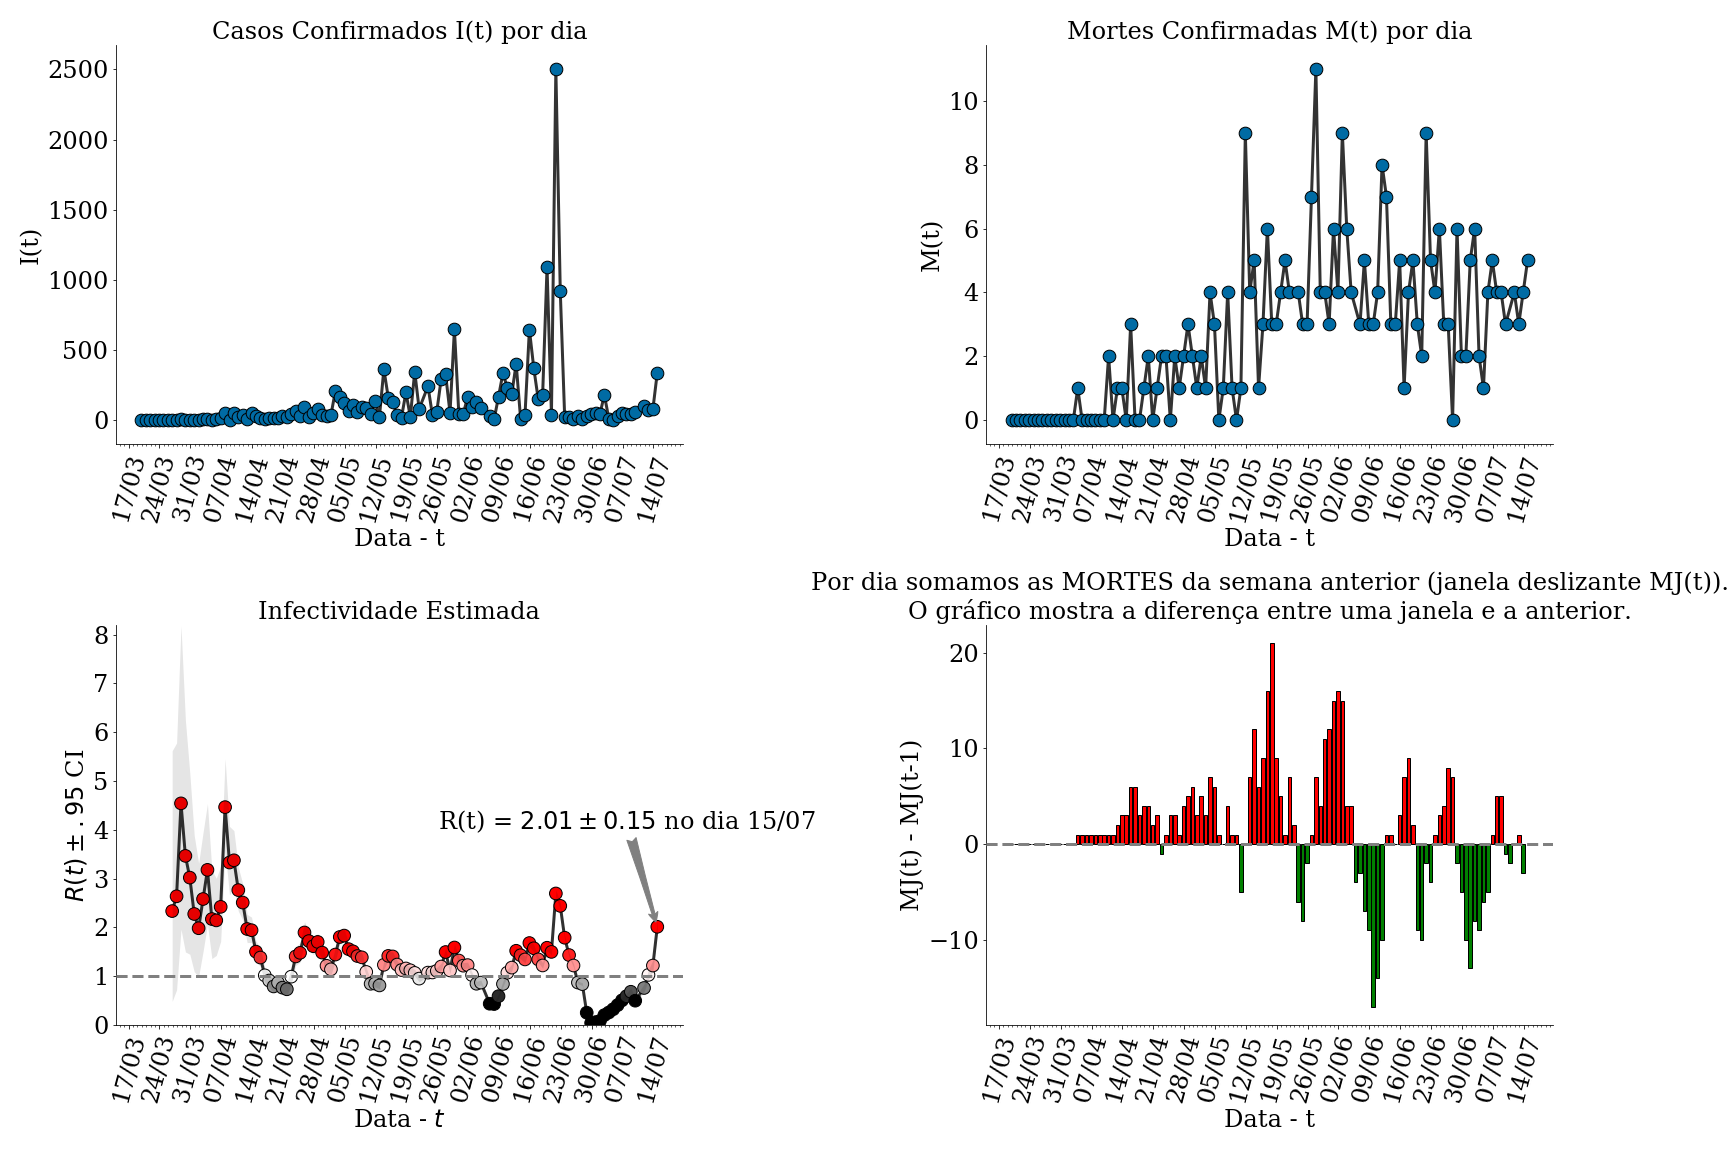 Casos Confirmados I(t) por dia
I(t)
2500
2000
1500
1000
500
0
17/03 24/03 31/03 07/04 14/04 21/04 28/04 05/05 12/05 19/05 26/05 02/06 09/06 16/06 23/06 30/06 07/07 14/07
Data - t
Mortes Confirmadas M(t) por dia
M(t)
10
8
6
4
2
0
17/03 24/03 31/03 07/04 14/04 21/04 28/04 05/05 12/05 19/05 26/05 02/06 09/06 16/06 23/06 30/06 07/07 14/07
Data - t
Infectividade Estimada
R(t) ± .95 CI
8
7
6
5
4
3
2
1
0
R(t) = 2.01 ± 0.15 no dia 15/07
17/03 24/03 31/03 07/04 14/04 21/04 28/04 05/05 12/05 19/05 26/05 02/06 09/06 16/06 23/06 30/06 07/07 14/07
Data - t
Por dia somamos as MORTES da semana anterior (janela deslizante MJ(t)).
O gráfico mostra a diferença entre uma janela e a anterior.
MJ(t) - MJ(t-1)
20
10
0
−10
17/03 24/03 31/03 07/04 14/04 21/04 28/04 05/05 12/05 19/05 26/05 02/06 09/06 16/06 23/06 30/06 07/07 14/07
Data - t